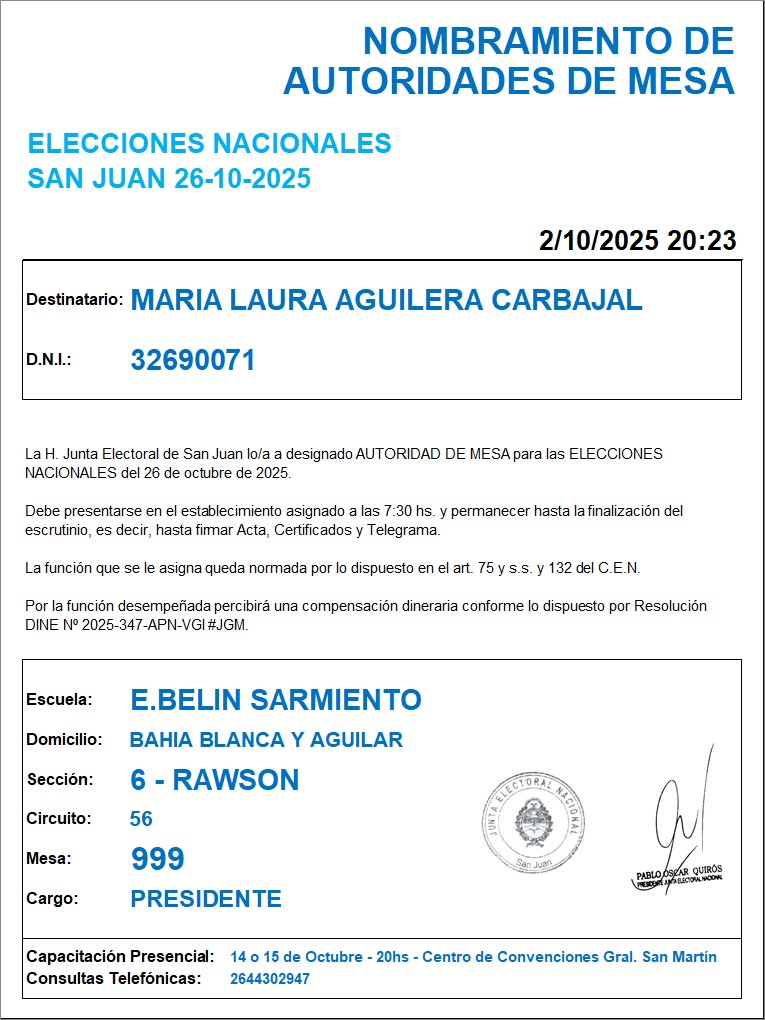 NOMBRAMIENTO DE
AUTORIDADES DE MESA
ELECCIONES NACIONALES
SAN JUAN 26-10-2025
2/10/2025 20:23
Destinatario: MARIA LAURA AGUILERA CARBAJAL
D.N.I.: 32690071
La H. Junta Electoral de San Juan lo/a a designado AUTORIDAD DE MESA para las ELECCIONES
NACIONALES del 26 de octubre de 2025.
Debe presentarse en el establecimiento asignado a las 7:30 hs. y permanecer hasta la finalización del
escrutinio, es decir, hasta firmar Acta, Certificados y Telegrama.
La función que se le asigna queda normada por lo dispuesto en el art. 75 y s.s. y 132 del C.E.N.
Por la función desempeñada percibirá una compensación dineraria conforme lo dispuesto por Resolución
DINE Nº 2025-347-APN-VGI#JGM.
Escuela: E.BELIN SARMIENTO
Domicilio: BAHIA BLANCA Y AGUILAR
Sección: 6 - RAWSON
Circuito: 56
Mesa: 999
Cargo: PRESIDENTE
JUNTA ELECTORAL NACIONAL
San Juan
PABLO OSCAR QUIRÓS
PRESIDENTE JUNTA ELECTORAL NACIONAL
Capacitación Presencial: 14 o 15 de Octubre - 20hs - Centro de Convenciones Gral. San Martín
Consultas Telefónicas: 2644302947